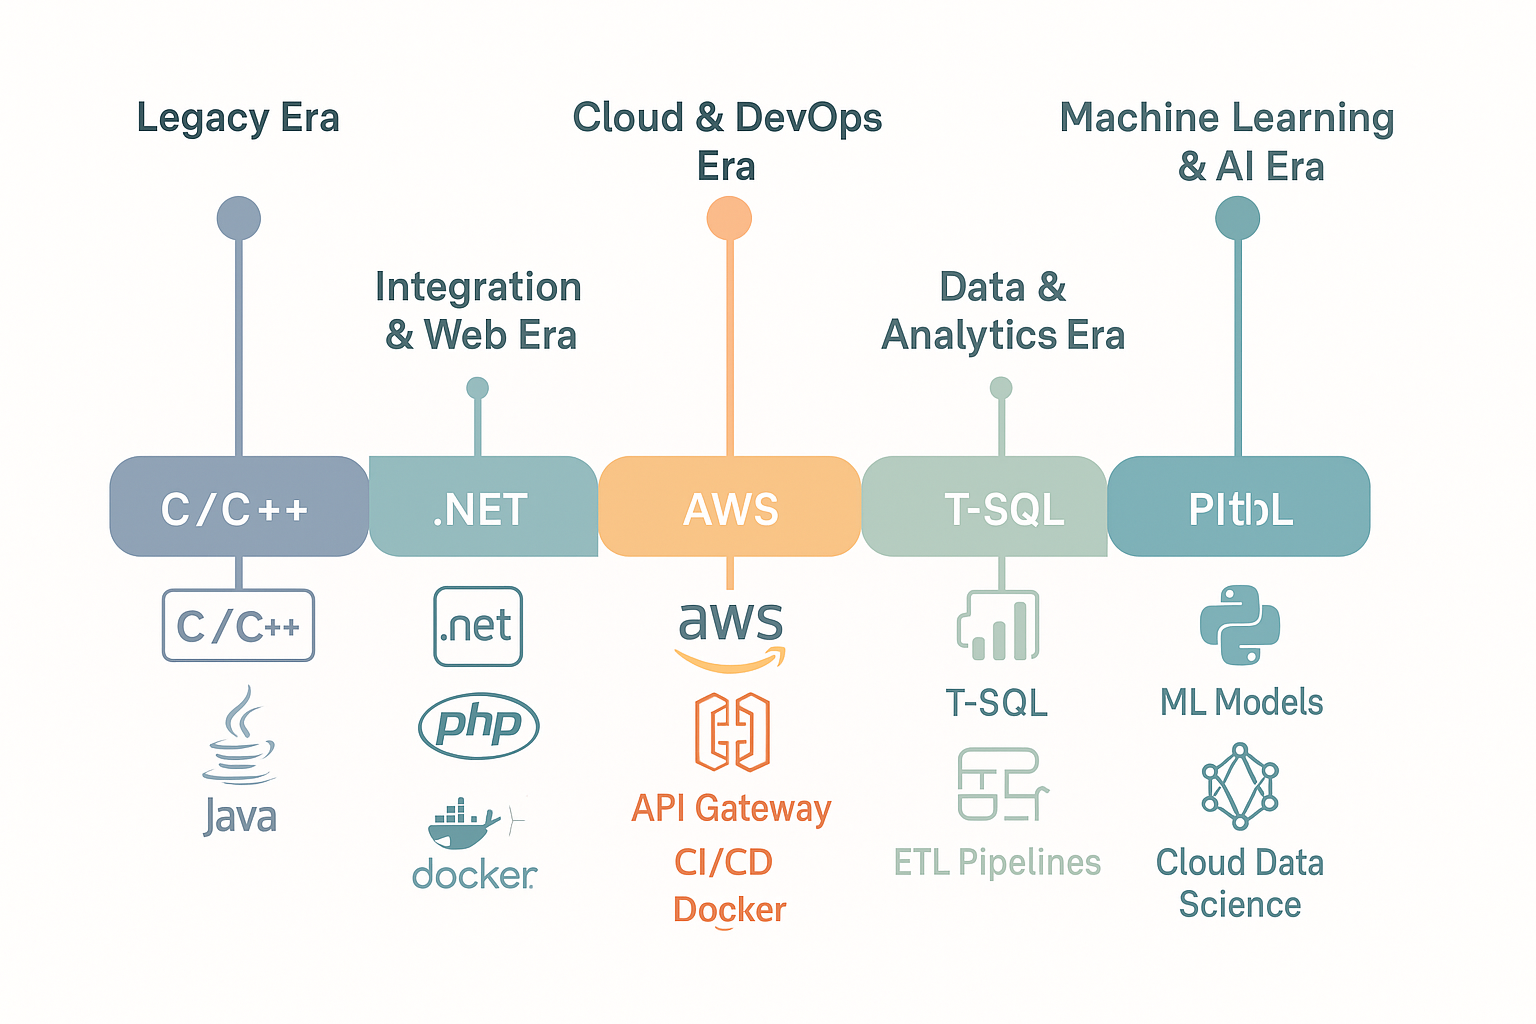 Legacy Era
Cloud & DevOps
Era
Machine Learning
& AI Era
Integration
& Web Era
Data &
Analytics Era
C/C++
.NET
AWS
T-SQL
C/C++
Java
.net
php
docker
aws
API Gateway
CI/CD
Docker
T-SQL
ETL Pipelines
ML Models
Cloud Data
Science